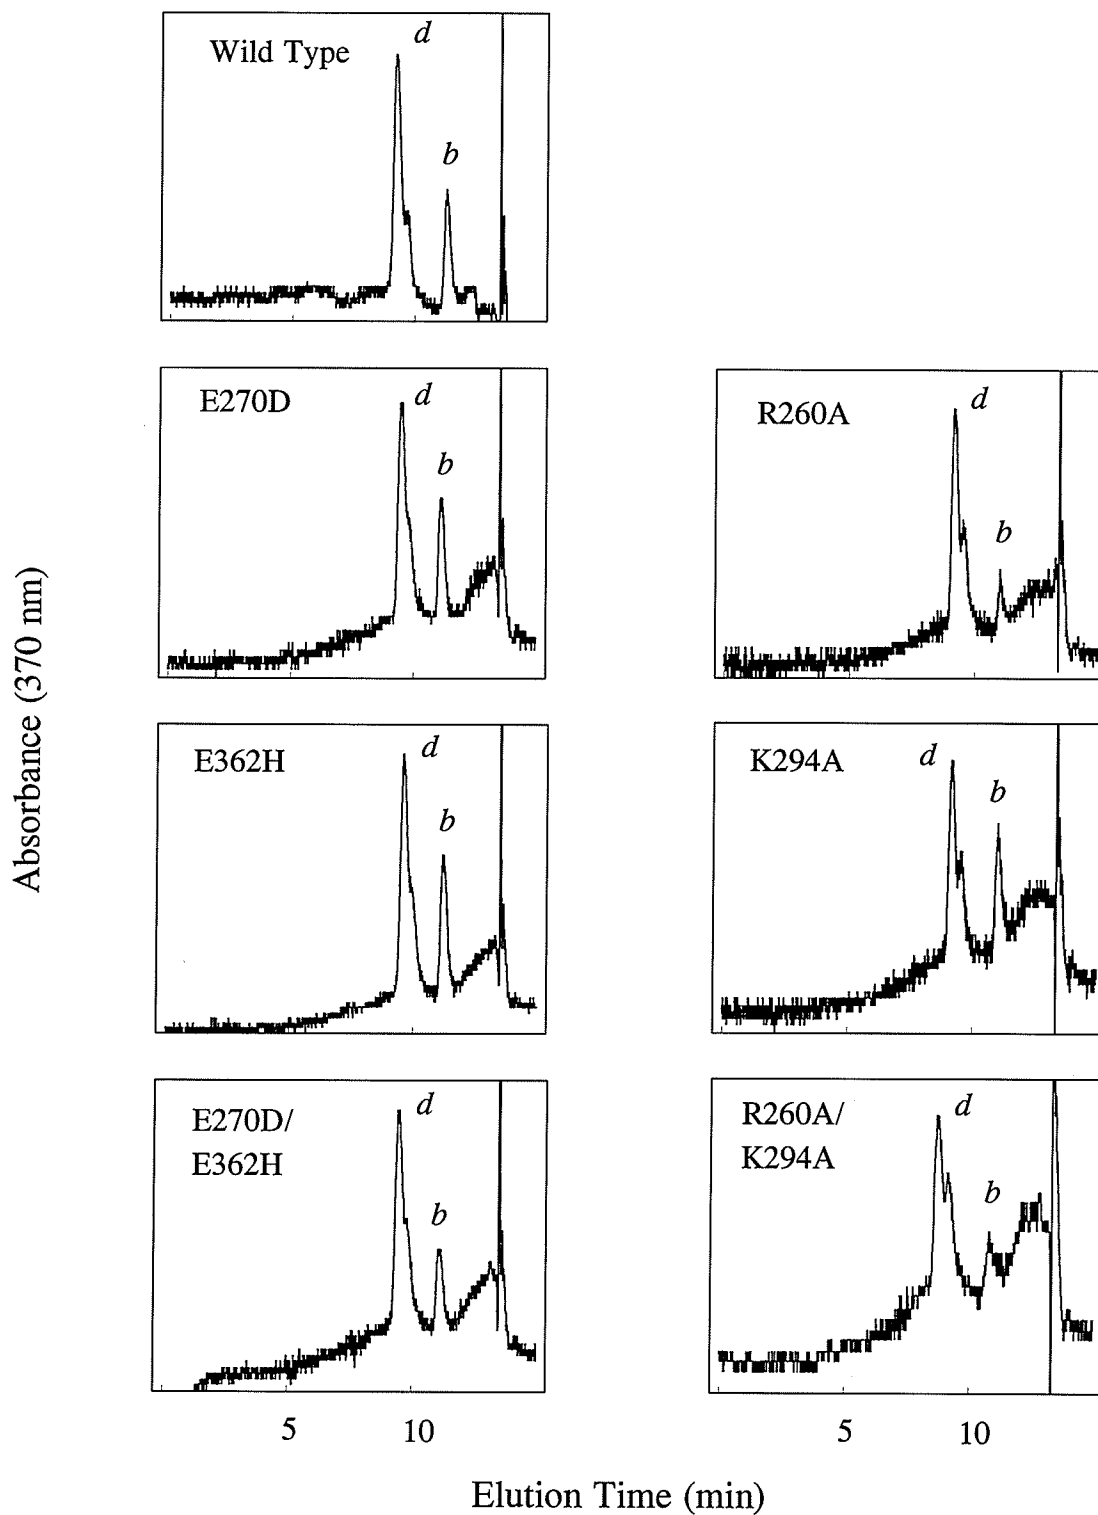 Wild Type
d
b
E270D
d
b
R260A
d
b
E362H
d
b
K294A
d
b
E270D/
E362H
d
b
R260A/
K294A
d
b
5
10
5
10
Absorbance (370 nm)
Elution Time (min)